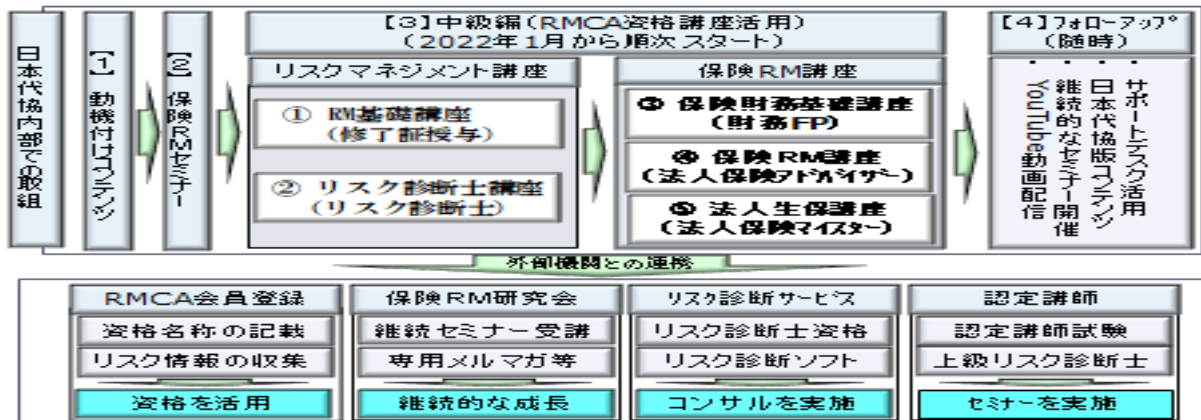 日本代協内部での取組
【1】動機付けコンテンツ
【2】保険RMセミナー
【3】中級編(RMCA資格講座活用)
(2022年1月から順次スタート)
リスクマネジメント講座
① RM基礎講座
(修了証授与)
② リスク診断士講座
(リスク診断士)
保険RM講座
③ 保険財務基礎講座
(財務FP)
④ 保険RM講座
(法人保険アドバイザー)
⑤ 法人生保講座
(法人保険マイスター)
【4】フォローアップ
(随時)
・サポートデスク活用
・日本代協版コンテンツ
・継続的なセミナー開催
・YouTube動画配信
外部機関との連携
RMCA会員登録
資格名称の記載
リスク情報の収集
資格を活用
保険RM研究会
継続セミナー受講
専用メルマガ等
継続的な成長
リスク診断サービス
リスク診断士資格
リスク診断ソフト
コンサルを実施
認定講師
認定講師試験
上級リスク診断士
セミナーを実施